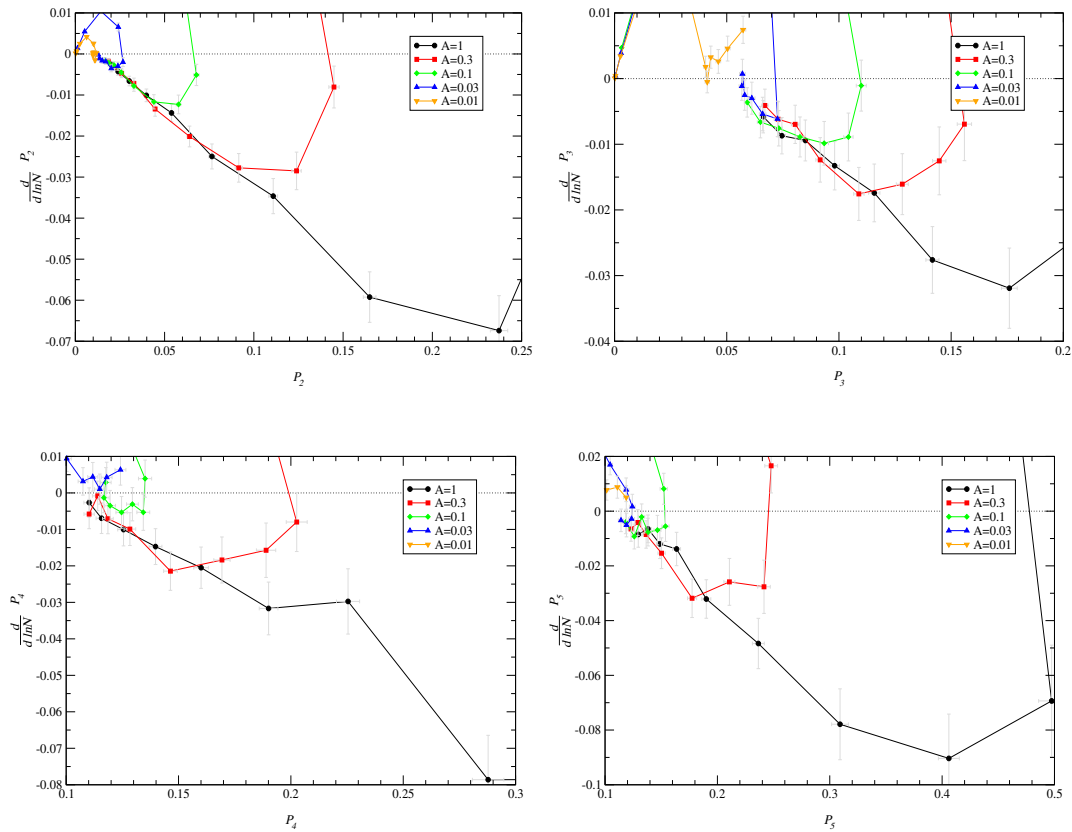 0.01
0
-0.01
-0.02
-0.03
-0.04
-0.05
-0.06
-0.07
0
0.05
0.1
0.15
0.2
0.25
P2
d
d lnN
P2
A=1
A=0.3
A=0.1
A=0.03
A=0.01
0.01
0
-0.01
-0.02
-0.03
-0.04
0
0.05
0.1
0.15
0.2
P3
d
d lnN
P3
A=1
A=0.3
A=0.1
A=0.03
A=0.01
0.01
0
-0.01
-0.02
-0.03
-0.04
-0.05
-0.06
-0.07
-0.08
0.1
0.15
0.2
0.25
0.3
P4
d
d lnN
P4
A=1
A=0.3
A=0.1
A=0.03
A=0.01
0.02
0
-0.02
-0.04
-0.06
-0.08
-0.1
0.1
0.2
0.3
0.4
0.5
P5
d
d lnN
P5
A=1
A=0.3
A=0.1
A=0.03
A=0.01